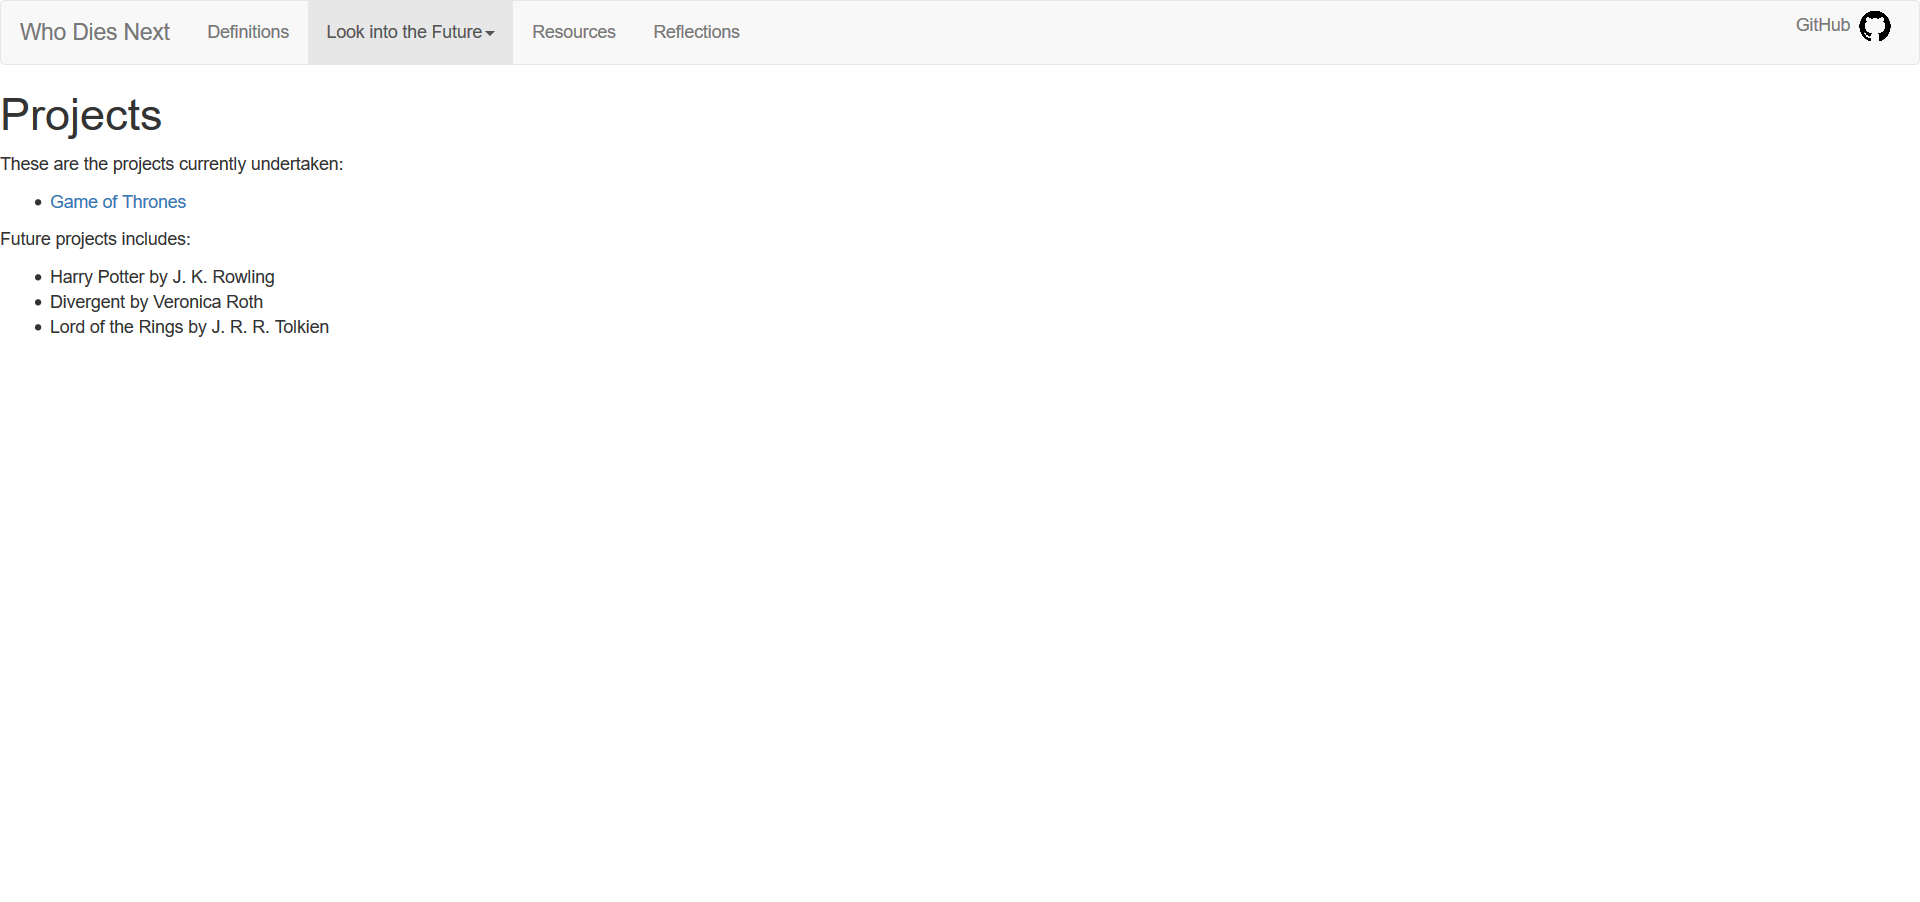 Who Dies Next Definitions Look into the Future Resources Reflections GitHub
Projects
These are the projects currently undertaken:
Game of Thrones
Future projects includes:
Harry Potter by J. K. Rowling
Divergent by Veronica Roth
Lord of the Rings by J. R. R. Tolkien